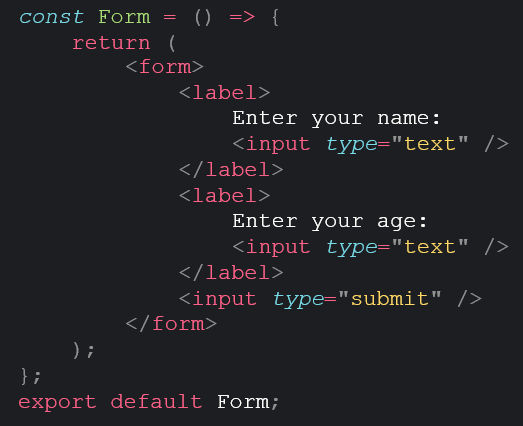 const Form = () => {
    return (
        <form>
            <label>
                Enter your name:
                <input type="text" />
            </label>
            <label>
                Enter your age:
                <input type="text" />
            </label>
            <input type="submit" />
        </form>
    );
};
export default Form;